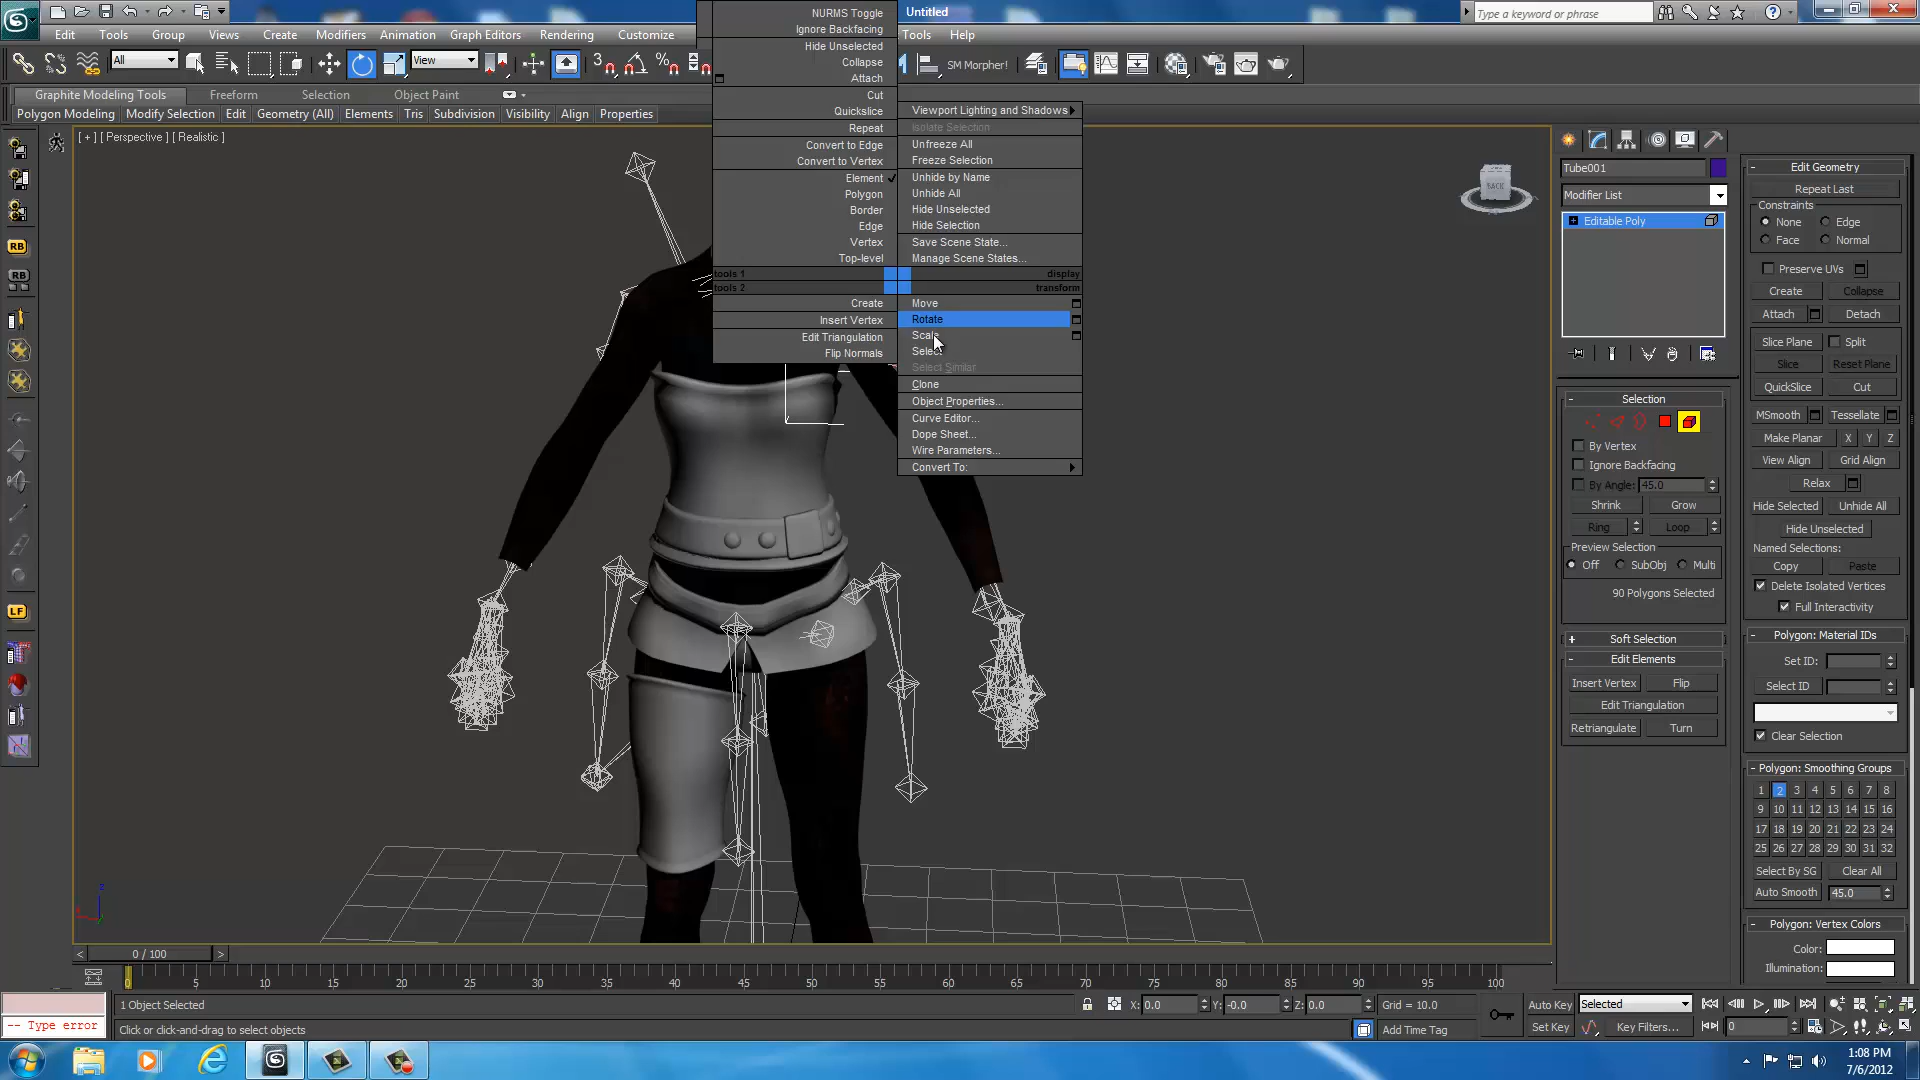 Untitled
Type a keyword or phrase
Edit Tools Group Views Create Modifiers Animation Graph Editors Rendering Customize Tools Help
All
View
SM Morpher!
Graphite Modeling Tools Freeform Selection Object Paint
Polygon Modeling Modify Selection Edit Geometry (All) Elements Tris Subdivision Visibility Align Properties
[ + ] [ Perspective ] [ Realistic ]
NURMS Toggle
Ignore Backfacing
Hide Unselected
Collapse
Attach
Cut
Quickslice
Repeat
Convert to Edge
Convert to Vertex
Element
Polygon
Border
Edge
Vertex
Top-level
tools 1
tools 2
Create
Insert Vertex
Edit Triangulation
Flip Normals
Viewport Lighting and Shadows
Isolate Selection
Unfreeze All
Freeze Selection
Unhide by Name
Unhide All
Hide Unselected
Hide Selection
Save Scene State...
Manage Scene States...
display
transform
Move
Rotate
Scale
Select
Select Similar
Clone
Object Properties...
Curve Editor...
Dope Sheet...
Wire Parameters...
Convert To:
BACK
RB
RB
LF
Tube001
Modifier List
Editable Poly
Selection
By Vertex
Ignore Backfacing
By Angle: 45.0
Shrink Grow
Ring Loop
Preview Selection
Off SubObj Multi
90 Polygons Selected
Soft Selection
Edit Elements
Insert Vertex Flip
Edit Triangulation
Retriangulate Turn
Edit Geometry
Repeat Last
Constraints
None Edge
Face Normal
Preserve UVs
Create Collapse
Attach Detach
Slice Plane Split
Slice Reset Plane
QuickSlice Cut
MSmooth Tessellate
Make Planar X Y Z
View Align Grid Align
Relax
Hide Selected Unhide All
Hide Unselected
Named Selections:
Copy Paste
Delete Isolated Vertices
Full Interactivity
Polygon: Material IDs
Set ID:
Select ID
Clear Selection
Polygon: Smoothing Groups
1 2 3 4 5 6 7 8
9 10 11 12 13 14 15 16
17 18 19 20 21 22 23 24
25 26 27 28 29 30 31 32
Select By SG Clear All
Auto Smooth 45.0
Polygon: Vertex Colors
Color:
Illumination:
0 / 100
5 10 15 20 25 30 35 40 45 50 55 60 65 70 75 80 85 90 95 100
1 Object Selected
X: 0.0 Y: -0.0 Z: 0.0 Grid = 10.0
Auto Key Selected
-- Type error
Click or click-and-drag to select objects
Add Time Tag
Set Key Key Filters... 0
1:08 PM
7/6/2012